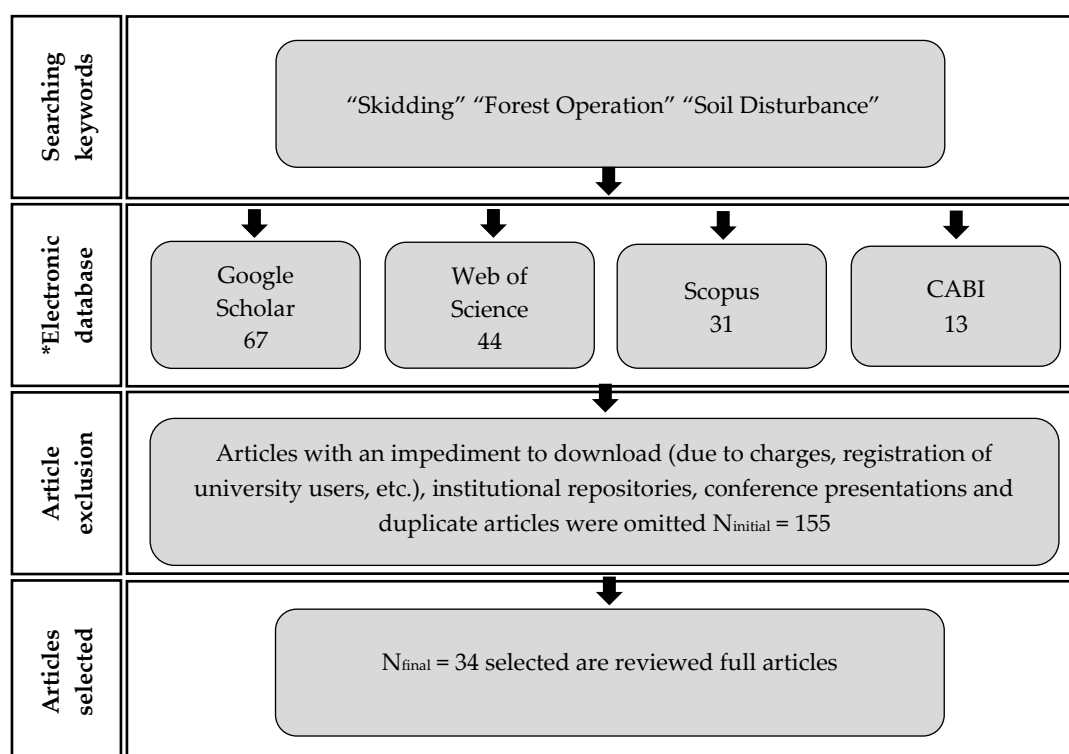 Searching
keywords
“Skidding” “Forest Operation” “Soil Disturbance”
*Electronic
database
Google
Scholar
67
Web of
Science
44
Scopus
31
CABI
13
Article
exclusion
Articles with an impediment to download (due to charges, registration of
university users, etc.), institutional repositories, conference presentations and
duplicate articles were omitted Ninitial = 155
Articles
selected
Nfinal = 34 selected are reviewed full articles